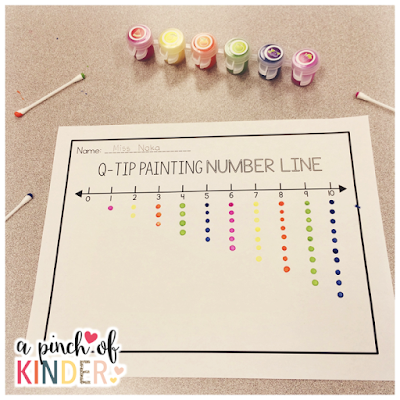 Name: Miss Noka
Q-TIP PAINTING NUMBER LINE
0 1 2 3 4 5 6 7 8 9 10
a pinch of
KINDER.